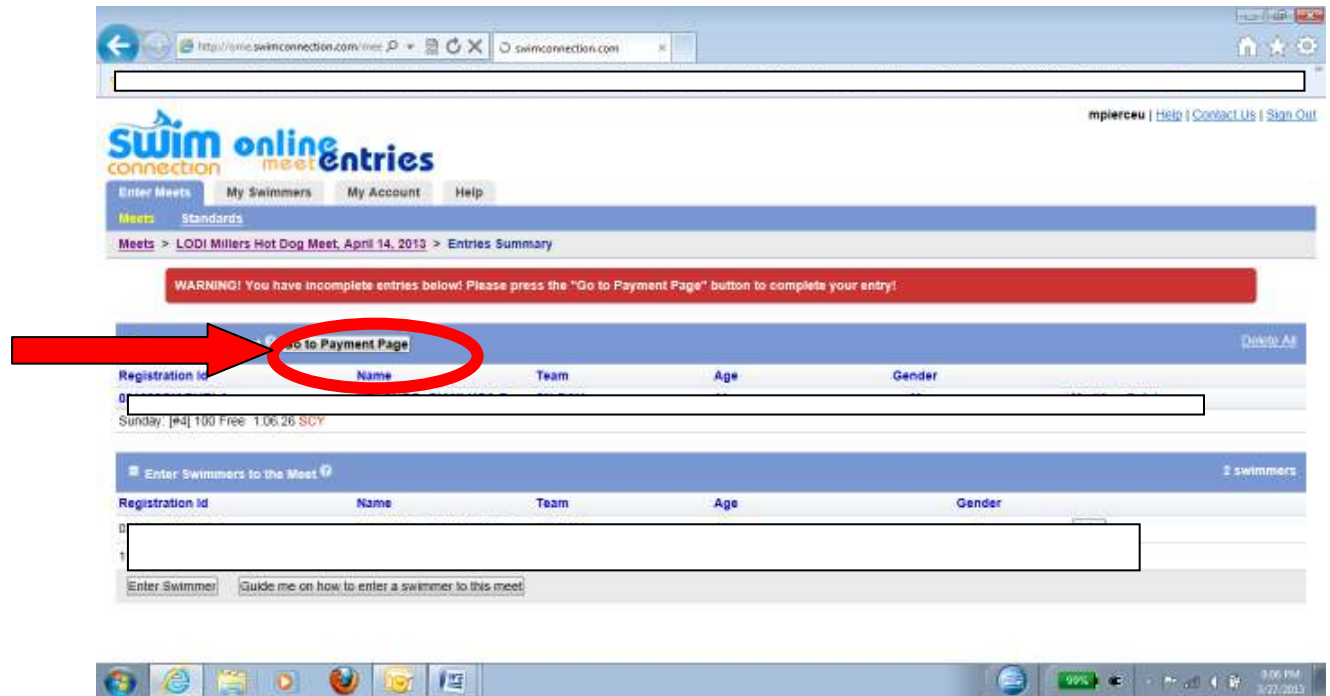 http://ome.swimconnection.com/mee
swimconnection.com
mpierceu | Help | Contact Us | Sign Out
swim connection online meet entries
Enter Meets My Swimmers My Account Help
Meets Standards
Meets > LODI Millers Hot Dog Meet, April 14, 2013 > Entries Summary
WARNING! You have incomplete entries below! Please press the "Go to Payment Page" button to complete your entry!
Go to Payment Page Delete All
Registration Id Name Team Age Gender
Sunday: [#4] 100 Free 1:06.26 SCY
Enter Swimmers to the Meet 2 swimmers
Registration Id Name Team Age Gender
Enter Swimmer Guide me on how to enter a swimmer to this meet
99% 3:06 PM
3/27/2013